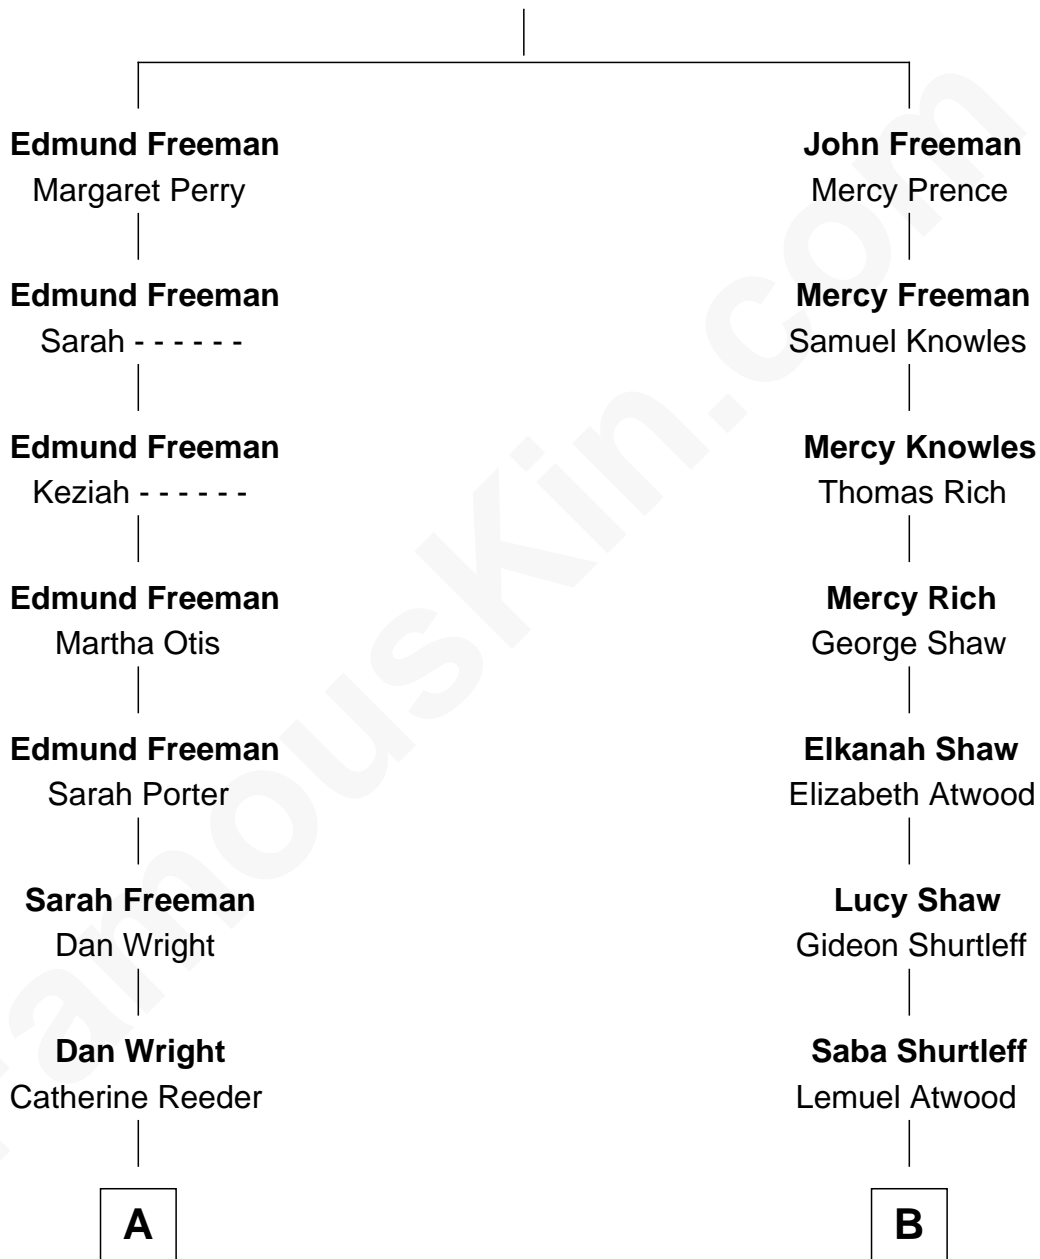 Edmund Freeman
Margaret Perry
Edmund Freeman
Sarah - - - - - -
Edmund Freeman
Keziah - - - - - -
Edmund Freeman
Martha Otis
Edmund Freeman
Sarah Porter
Sarah Freeman
Dan Wright
Dan Wright
Catherine Reeder
A
John Freeman
Mercy Prence
Mercy Freeman
Samuel Knowles
Mercy Knowles
Thomas Rich
Mercy Rich
George Shaw
Elkanah Shaw
Elizabeth Atwood
Lucy Shaw
Gideon Shurtleff
Saba Shurtleff
Lemuel Atwood
B
FamousKin.com